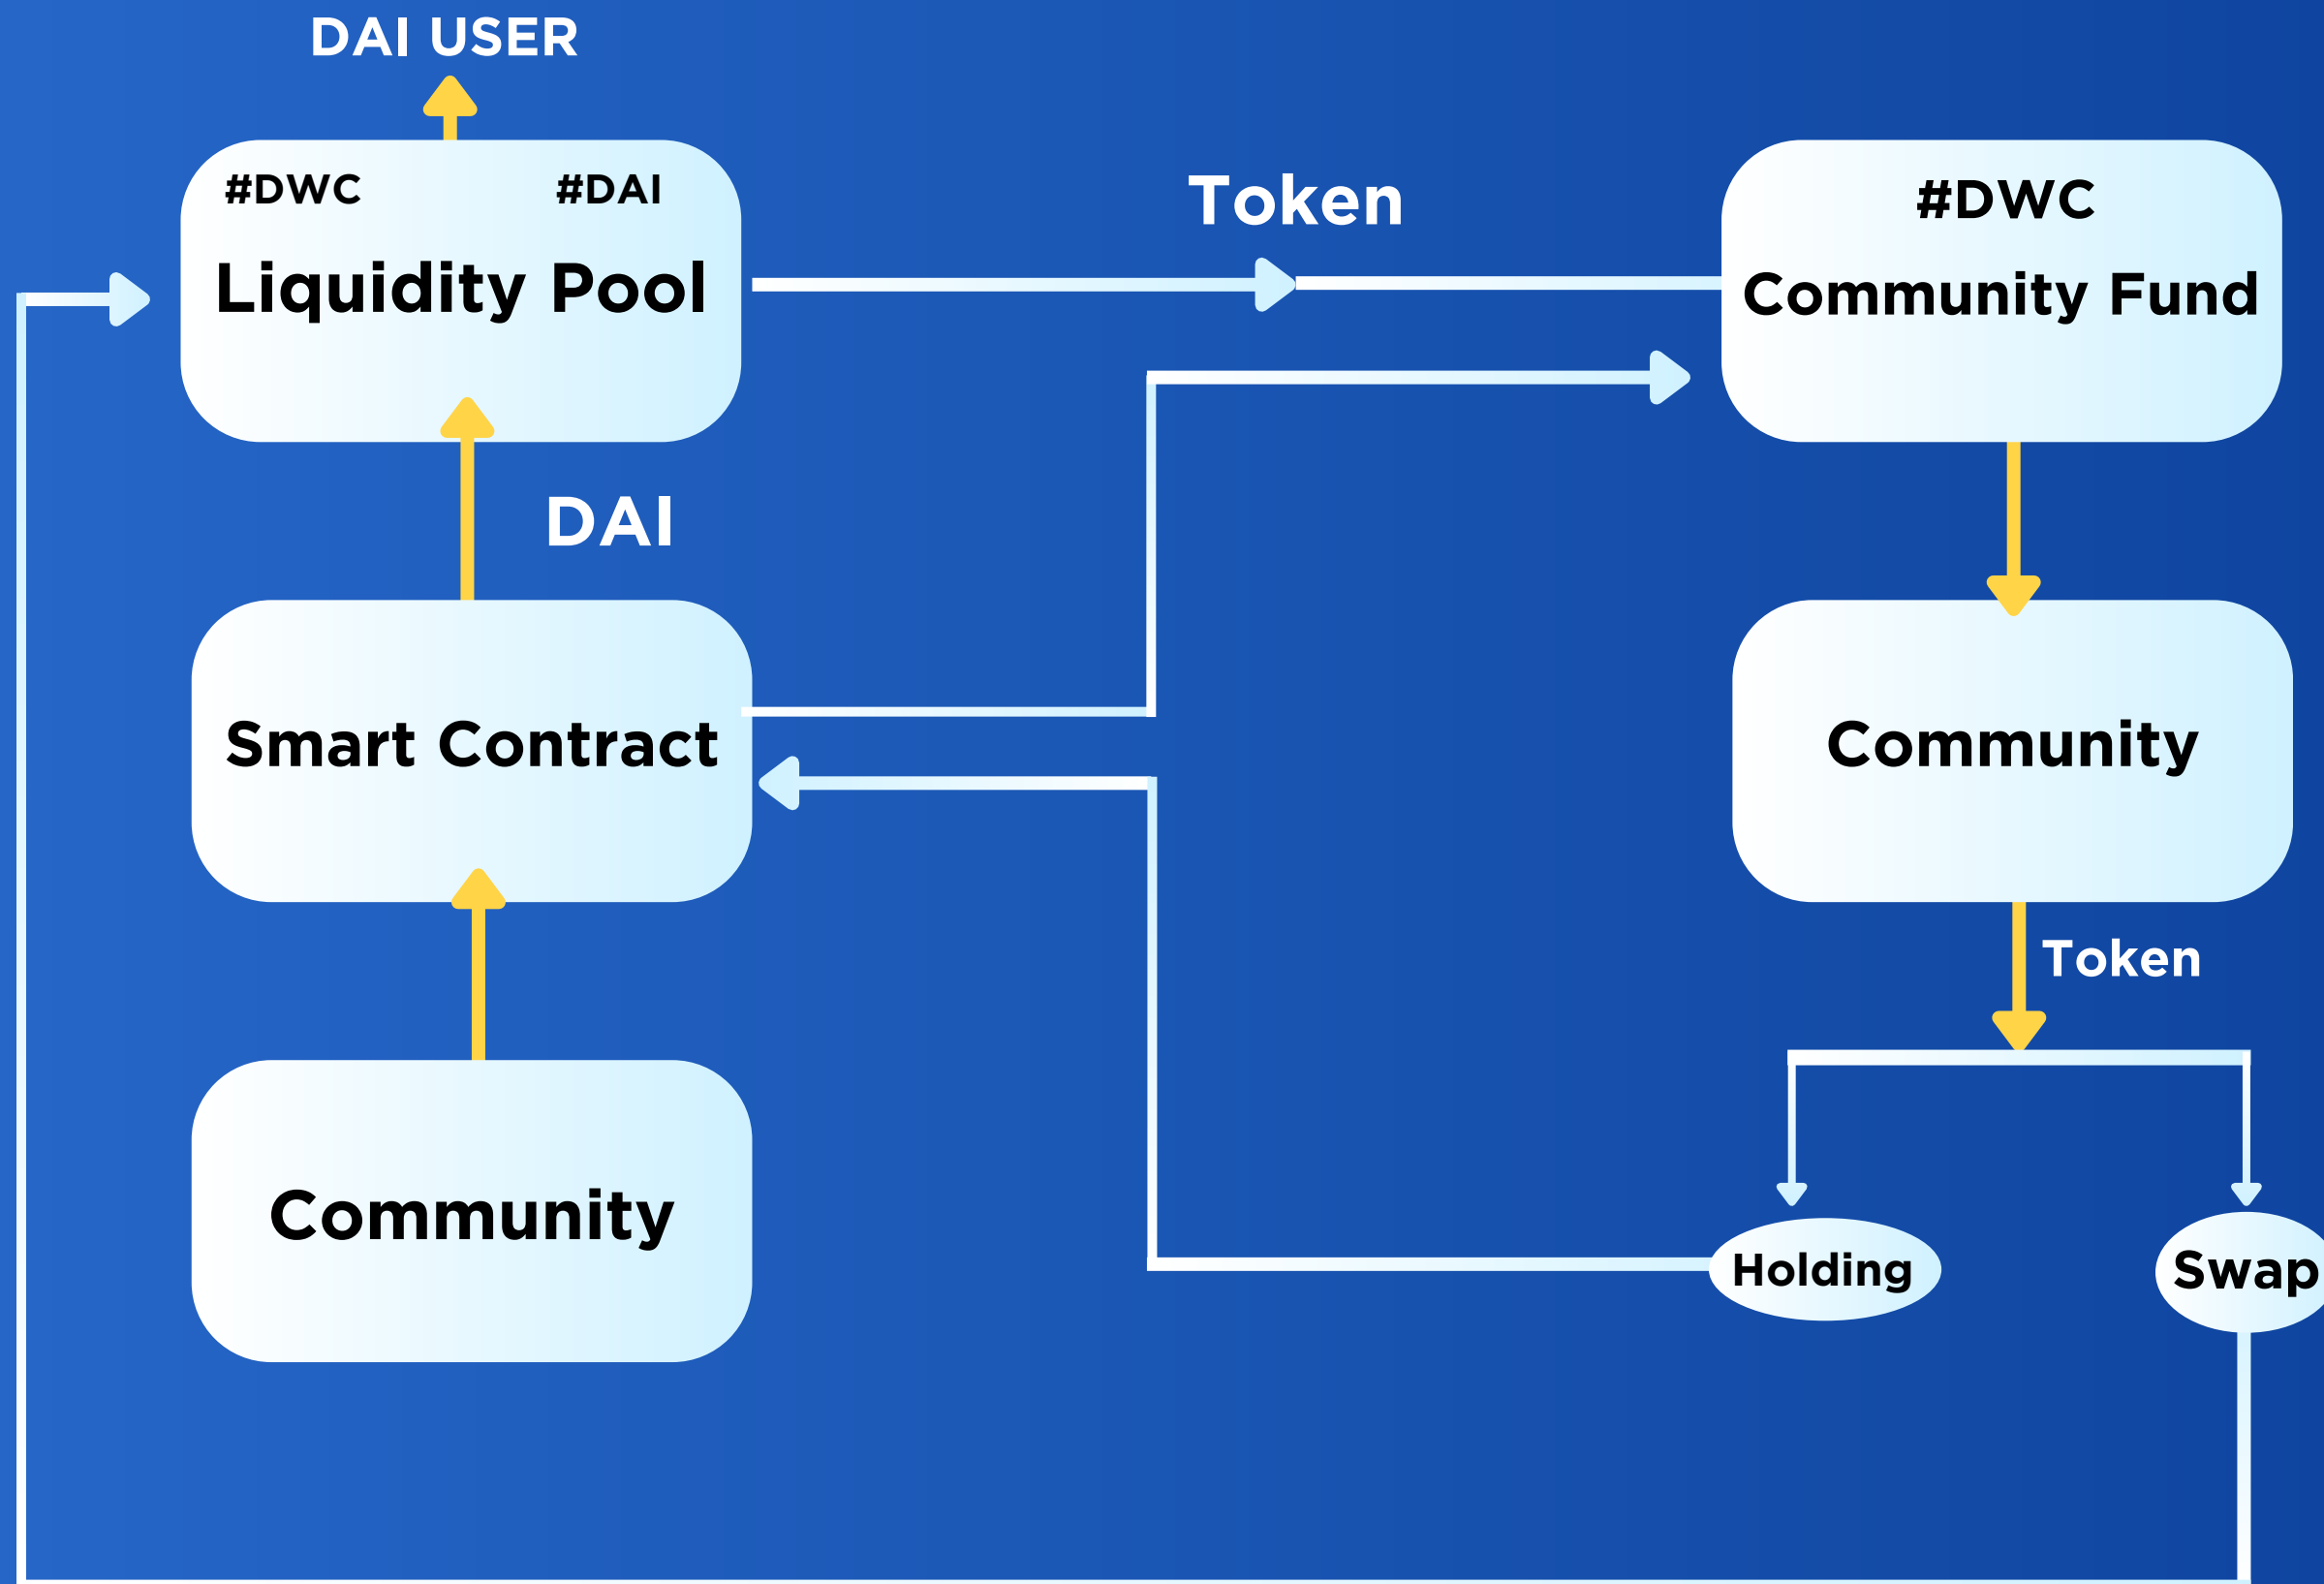 DAI USER
#DWC #DAI
Liquidity Pool
Token
#DWC
Community Fund
DAI
Smart Contract
Community
Token
Community
Holding
Swap